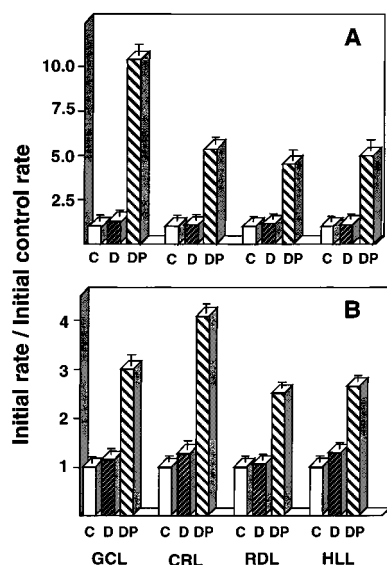 A
Initial rate / Initial control rate
10.0
7.5
5.0
2.5
C D DP C D DP C D DP C D DP
B
4
3
2
1
C D DP C D DP C D DP C D DP
GCL CRL RDL HLL